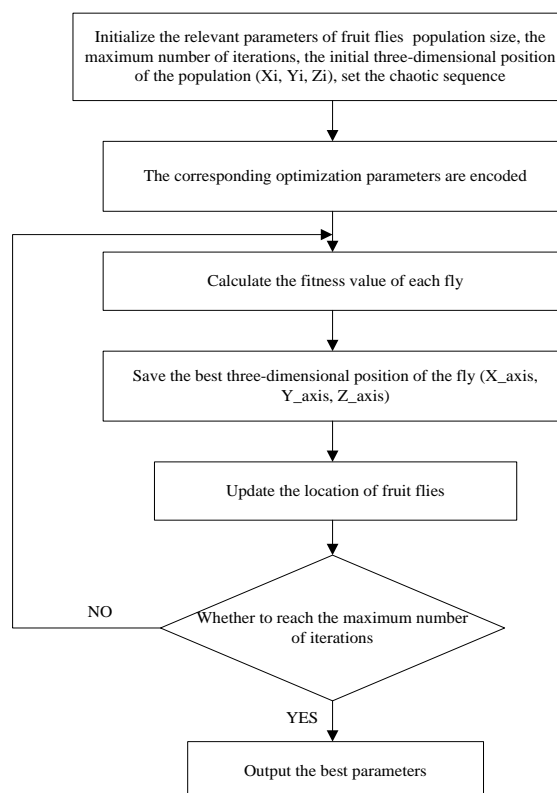 Initialize the relevant parameters of fruit flies population size, the
maximum number of iterations, the initial three-dimensional position
of the population (Xi, Yi, Zi), set the chaotic sequence
The corresponding optimization parameters are encoded
Calculate the fitness value of each fly
Save the best three-dimensional position of the fly (X_axis,
Y_axis, Z_axis)
Update the location of fruit flies
NO
Whether to reach the maximum number
of iterations
YES
Output the best parameters